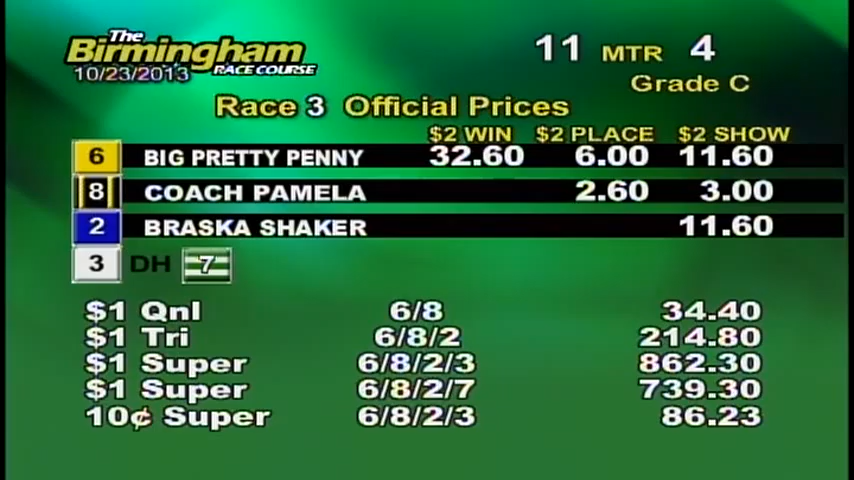 The
Birmingham
RACE COURSE
10/23/2013
11 MTR 4
Grade C
Race 3 Official Prices
$2 WIN $2 PLACE $2 SHOW
6 BIG PRETTY PENNY 32.60 6.00 11.60
8 COACH PAMELA 2.60 3.00
2 BRASKA SHAKER 11.60
3 DH 7
$1 Qnl 6/8 34.40
$1 Tri 6/8/2 214.80
$1 Super 6/8/2/3 862.30
$1 Super 6/8/2/7 739.30
10¢ Super 6/8/2/3 86.23